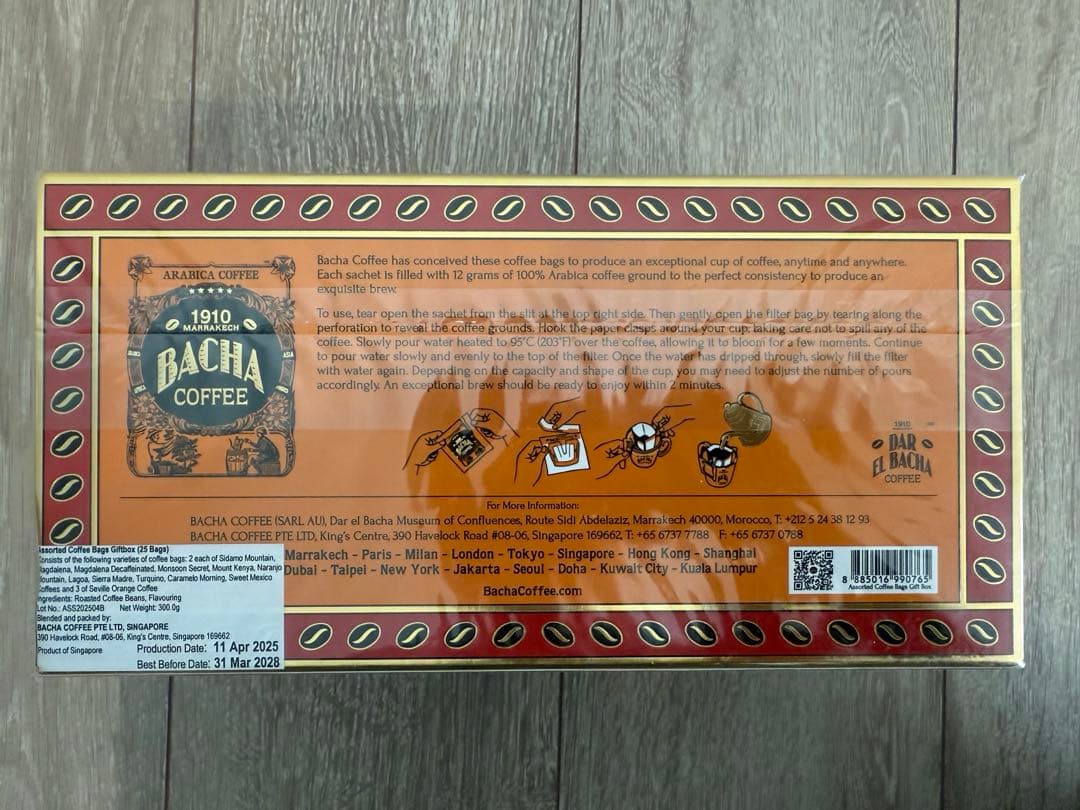 ARABICA COFFEE
1910
MARRAKECH
BACHA
COFFEE
ASIA
Bacha Coffee has conceived these coffee bags to produce an exceptional cup of coffee, anytime and anywhere.
Each sachet is filled with 12 grams of 100% Arabica coffee ground to the perfect consistency to produce an
exquisite brew.
To use, tear open the sachet from the slit at the top right side. Then gently open the filter bag by tearing along the
perforation to reveal the coffee grounds. Hook the paper clasps around your cup, taking care not to spill any of the
coffee. Slowly pour water heated to 95°C (203°F) over the coffee, allowing it to bloom for a few moments. Continue
to pour water slowly and evenly to the top of the filter. Once the water has dripped through, slowly fill the filter
with water again. Depending on the capacity and shape of the cup, you may need to adjust the number of pours
accordingly. An exceptional brew should be ready to enjoy within 2 minutes.
1910
DAR
EL BACHA
COFFEE
For More Information:
BACHA COFFEE (SARL AU), Dar el Bacha Museum of Confluences, Route Sidi Abdelaziz, Marrakech 40000, Morocco, T: +212 5 24 38 12 93
BACHA COFFEE PTE LTD, King's Centre, 390 Havelock Road #08-06, Singapore 169662, T: +65 6737 7788 F: +65 6737 0788
Marrakech - Paris - Milan - London - Tokyo - Singapore - Hong Kong - Shanghai
Dubai - Taipei - New York - Jakarta - Seoul - Doha - Kuwait City - Kuala Lumpur
BachaCoffee.com
8 885016 990765
Assorted Coffee Bags Gift Box
Assorted Coffee Bags Giftbox (25 Bags)
Consists of the following varieties of coffee bags: 2 each of Sidamo Mountain,
Magdalena, Magdalena Decaffeinated, Monsoon Secret, Mount Kenya, Naranjo
Mountain, Lagoa, Sierra Madre, Turquino, Caramelo Morning, Sweet Mexico
Coffees and 3 of Seville Orange Coffee
Ingredients: Roasted Coffee Beans, Flavouring
Lot No.: ASS202504B Net Weight: 300.0g
Blended and packed by:
BACHA COFFEE PTE LTD, SINGAPORE
390 Havelock Road, #08-06, King's Centre, Singapore 169662
Product of Singapore
Production Date: 11 Apr 2025
Best Before Date: 31 Mar 2028